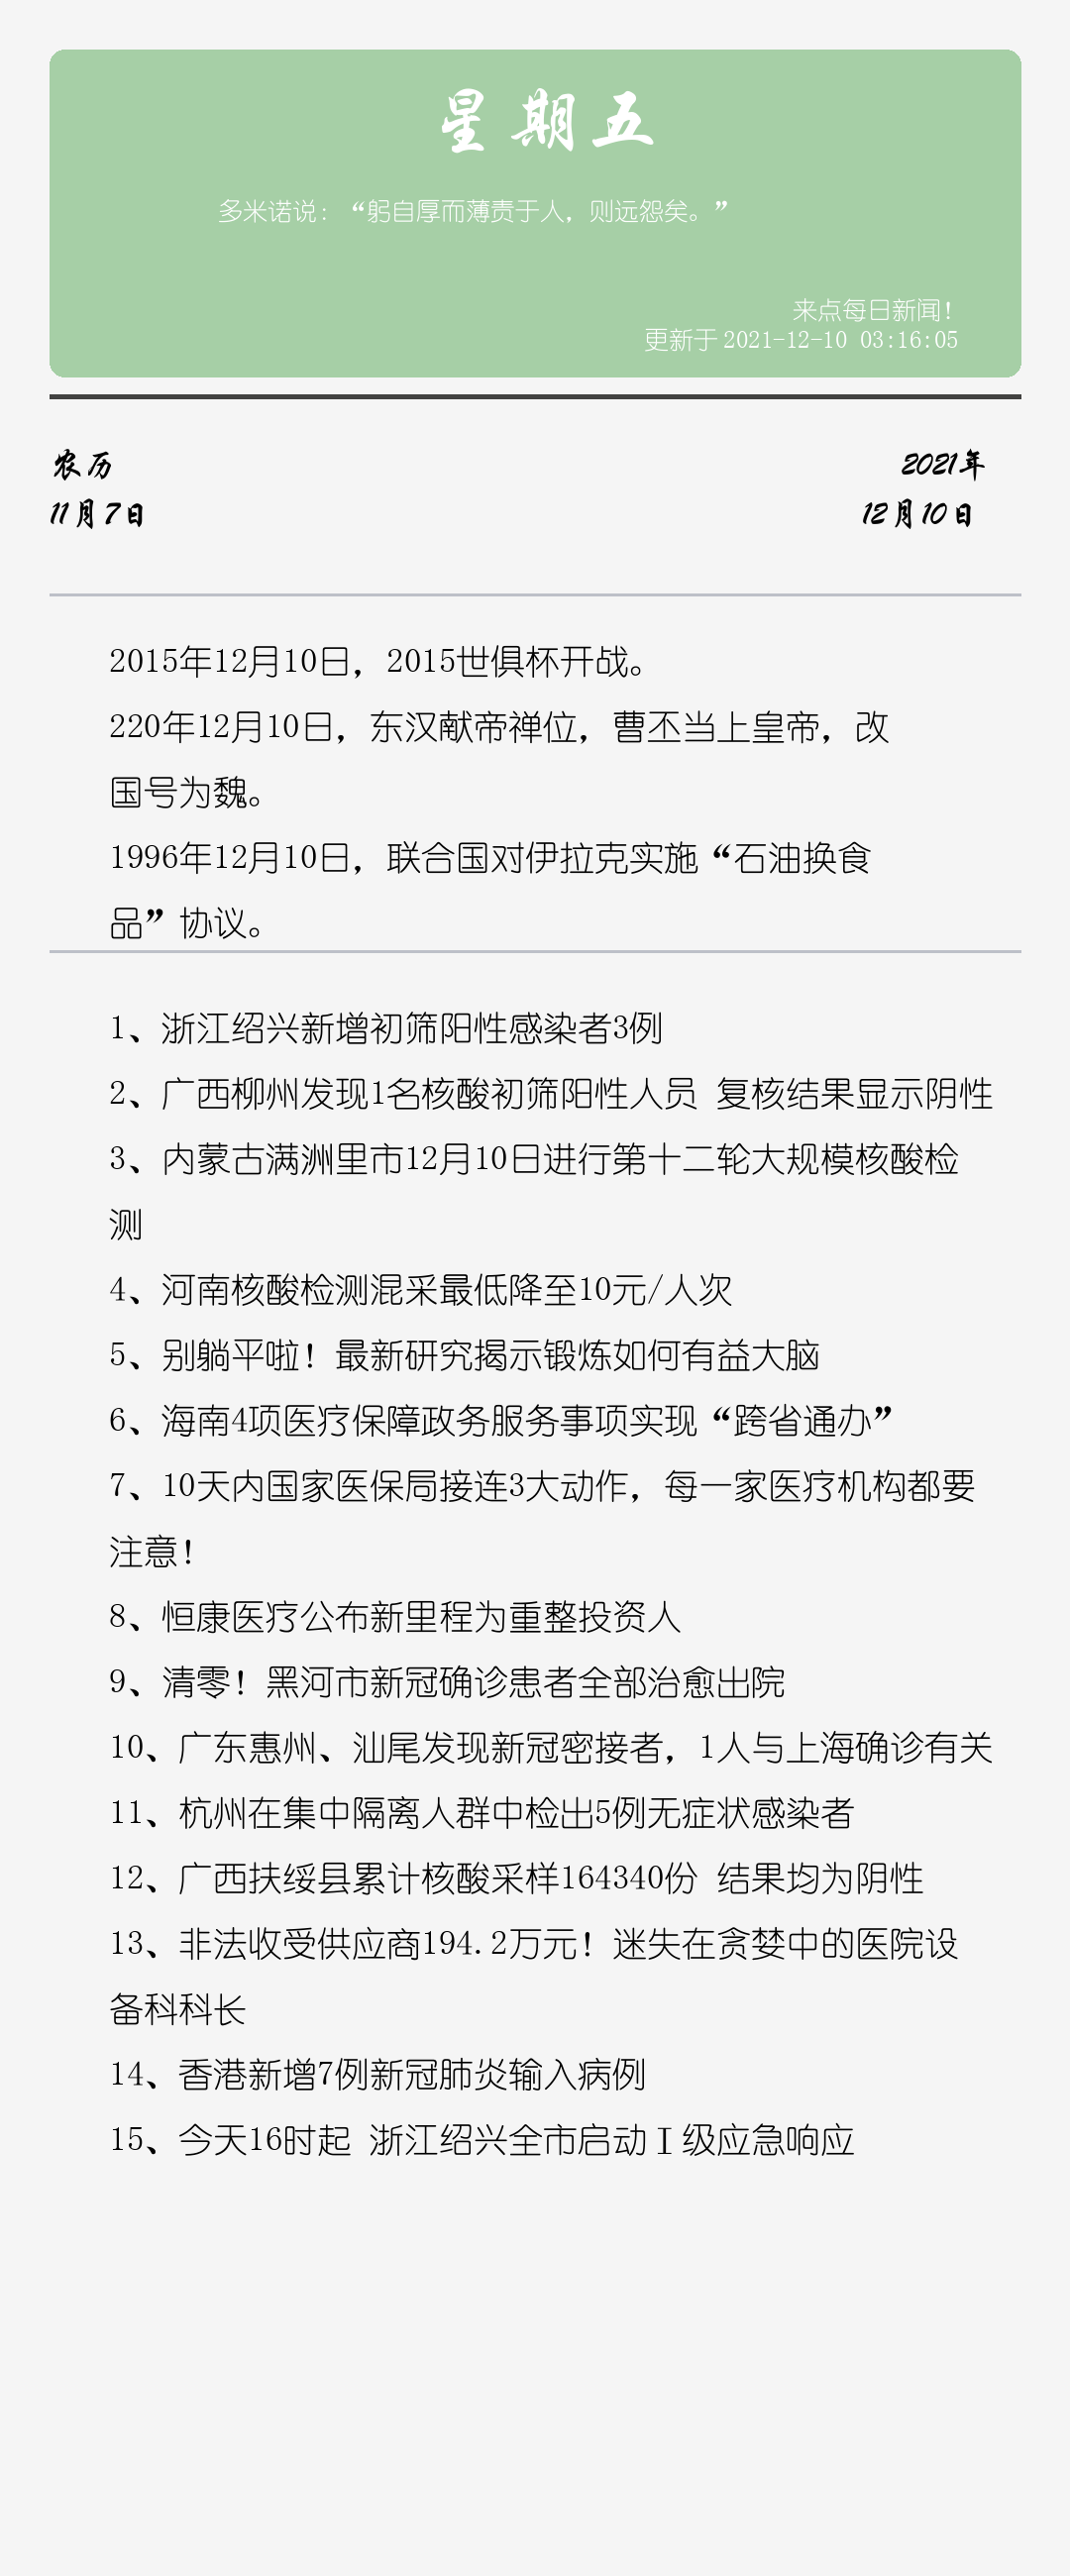 星期五
多米诺说：“躬自厚而薄责于人，则远怨矣。”
来点每日新闻！
更新于 2021-12-10 03:16:05
农历
11月7日
2021年
12月10日
2015年12月10日，2015世俱杯开战。
220年12月10日，东汉献帝禅位，曹丕当上皇帝，改
国号为魏。
1996年12月10日，联合国对伊拉克实施“石油换食
品”协议。
1、浙江绍兴新增初筛阳性感染者3例
2、广西柳州发现1名核酸初筛阳性人员 复核结果显示阴性
3、内蒙古满洲里市12月10日进行第十二轮大规模核酸检
测
4、河南核酸检测混采最低降至10元/人次
5、别躺平啦！最新研究揭示锻炼如何有益大脑
6、海南4项医疗保障政务服务事项实现“跨省通办”
7、10天内国家医保局接连3大动作，每一家医疗机构都要
注意！
8、恒康医疗公布新里程为重整投资人
9、清零！黑河市新冠确诊患者全部治愈出院
10、广东惠州、汕尾发现新冠密接者，1人与上海确诊有关
11、杭州在集中隔离人群中检出5例无症状感染者
12、广西扶绥县累计核酸采样164340份 结果均为阴性
13、非法收受供应商194.2万元！迷失在贪婪中的医院设
备科科长
14、香港新增7例新冠肺炎输入病例
15、今天16时起 浙江绍兴全市启动Ⅰ级应急响应